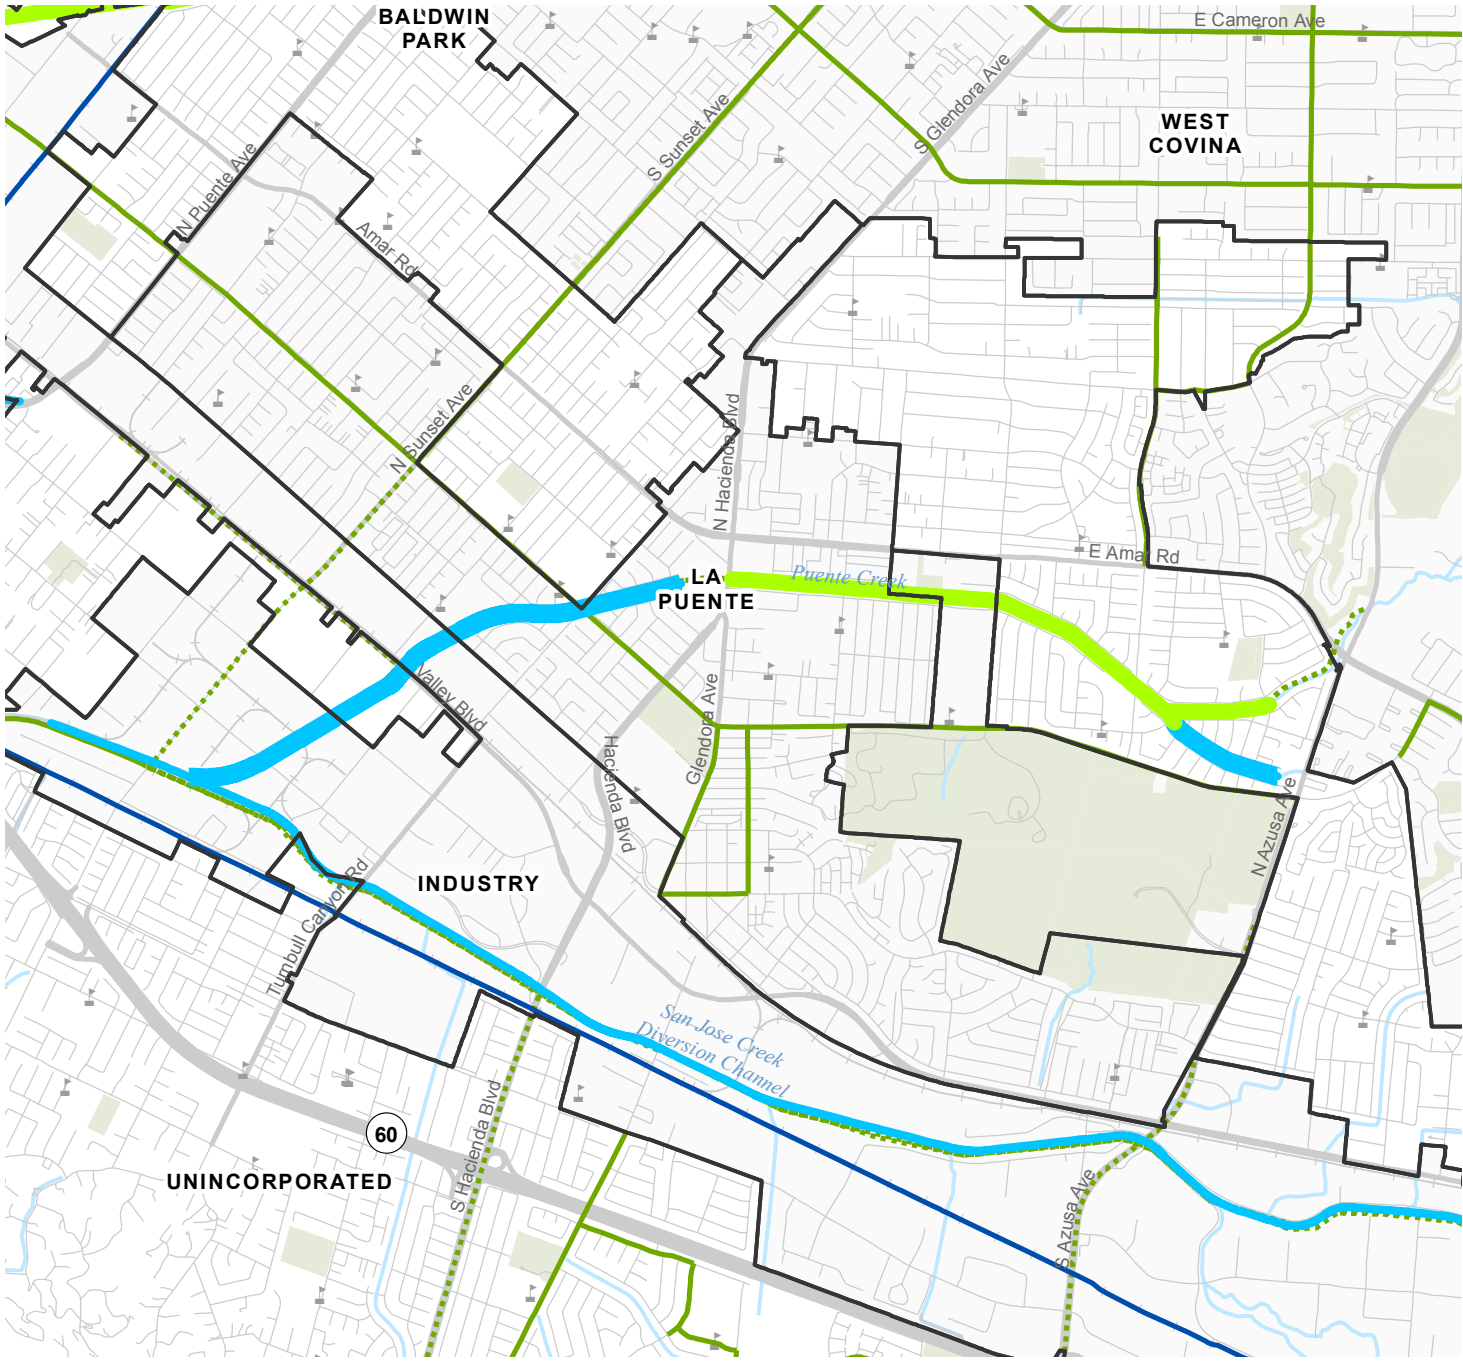 BALDWIN
PARK
E Cameron Ave
S Glendora Ave
S Sunset Ave
WEST
COVINA
N Puente Ave
Amar Rd
N Sunset Ave
N Hacienda Blvd
E Amar Rd
Puente Creek
LA
PUENTE
Valley Blvd
Glendora Ave
Hacienda Blvd
N Azusa Ave
INDUSTRY
Turnbull Canyon Rd
San Jose Creek
Diversion Channel
60
S Hacienda Blvd
UNINCORPORATED
S Azusa Ave